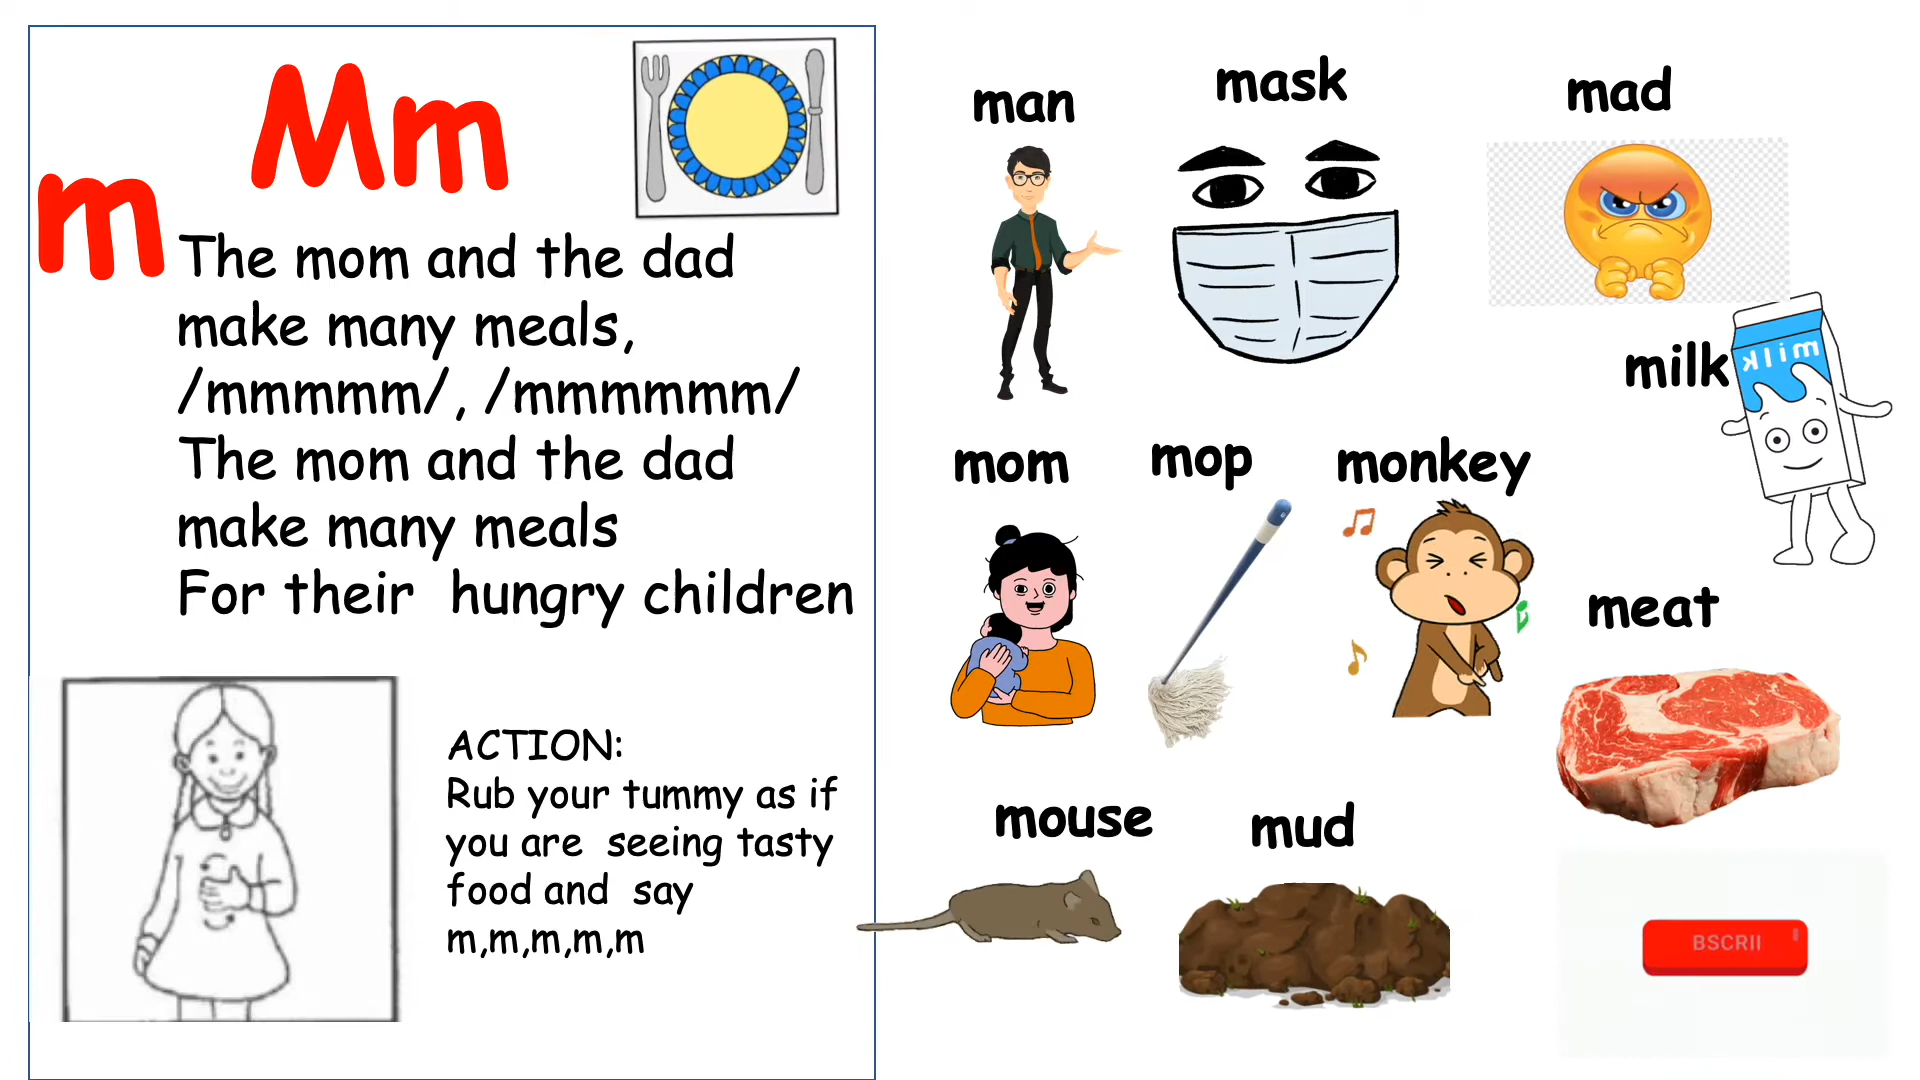 Mm
m
The mom and the dad
make many meals,
/mmmmm/, /mmmmmm/
The mom and the dad
make many meals
For their hungry children
ACTION:
Rub your tummy as if
you are seeing tasty
food and say
m,m,m,m,m
man
mask
mad
milk
milk
mom
mop
monkey
meat
mouse
mud
BSCRII